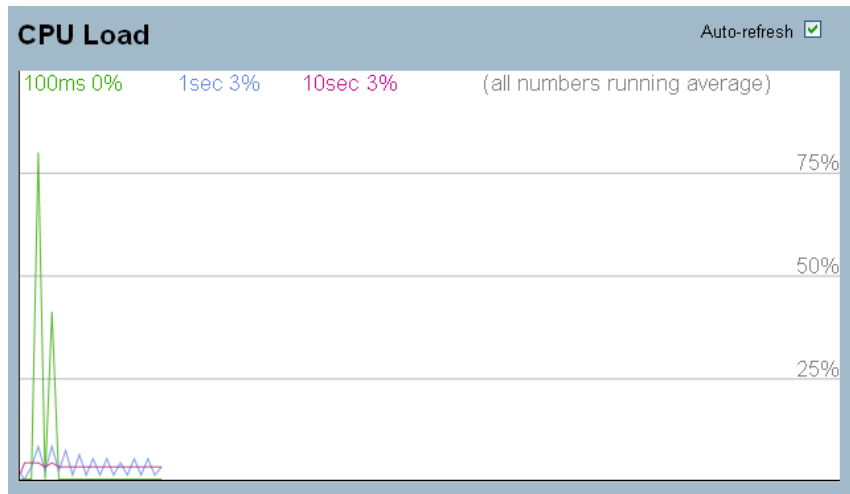 CPU Load
Auto-refresh
100ms 0% 1sec 3% 10sec 3% (all numbers running average)
75%
50%
25%